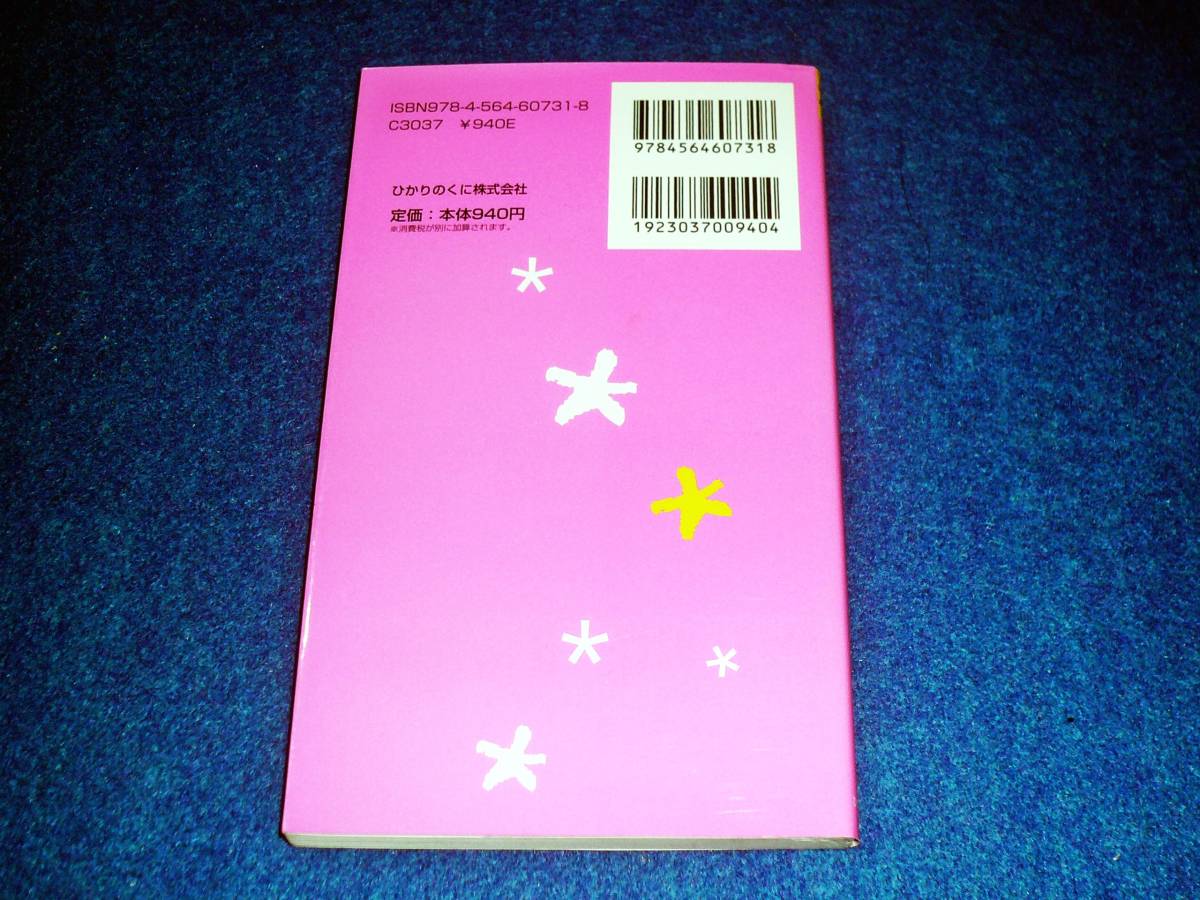 ISBN978-4-564-60731-8
C3037 ¥940E
9784564607318
1923037009404
ひかりのくに株式会社
定価：本体940円
※消費税が別に加算されます。